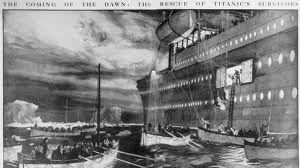 THE COMING OF THE DAWN: THE RESCUE OF TITANIC'S SURVIVORS